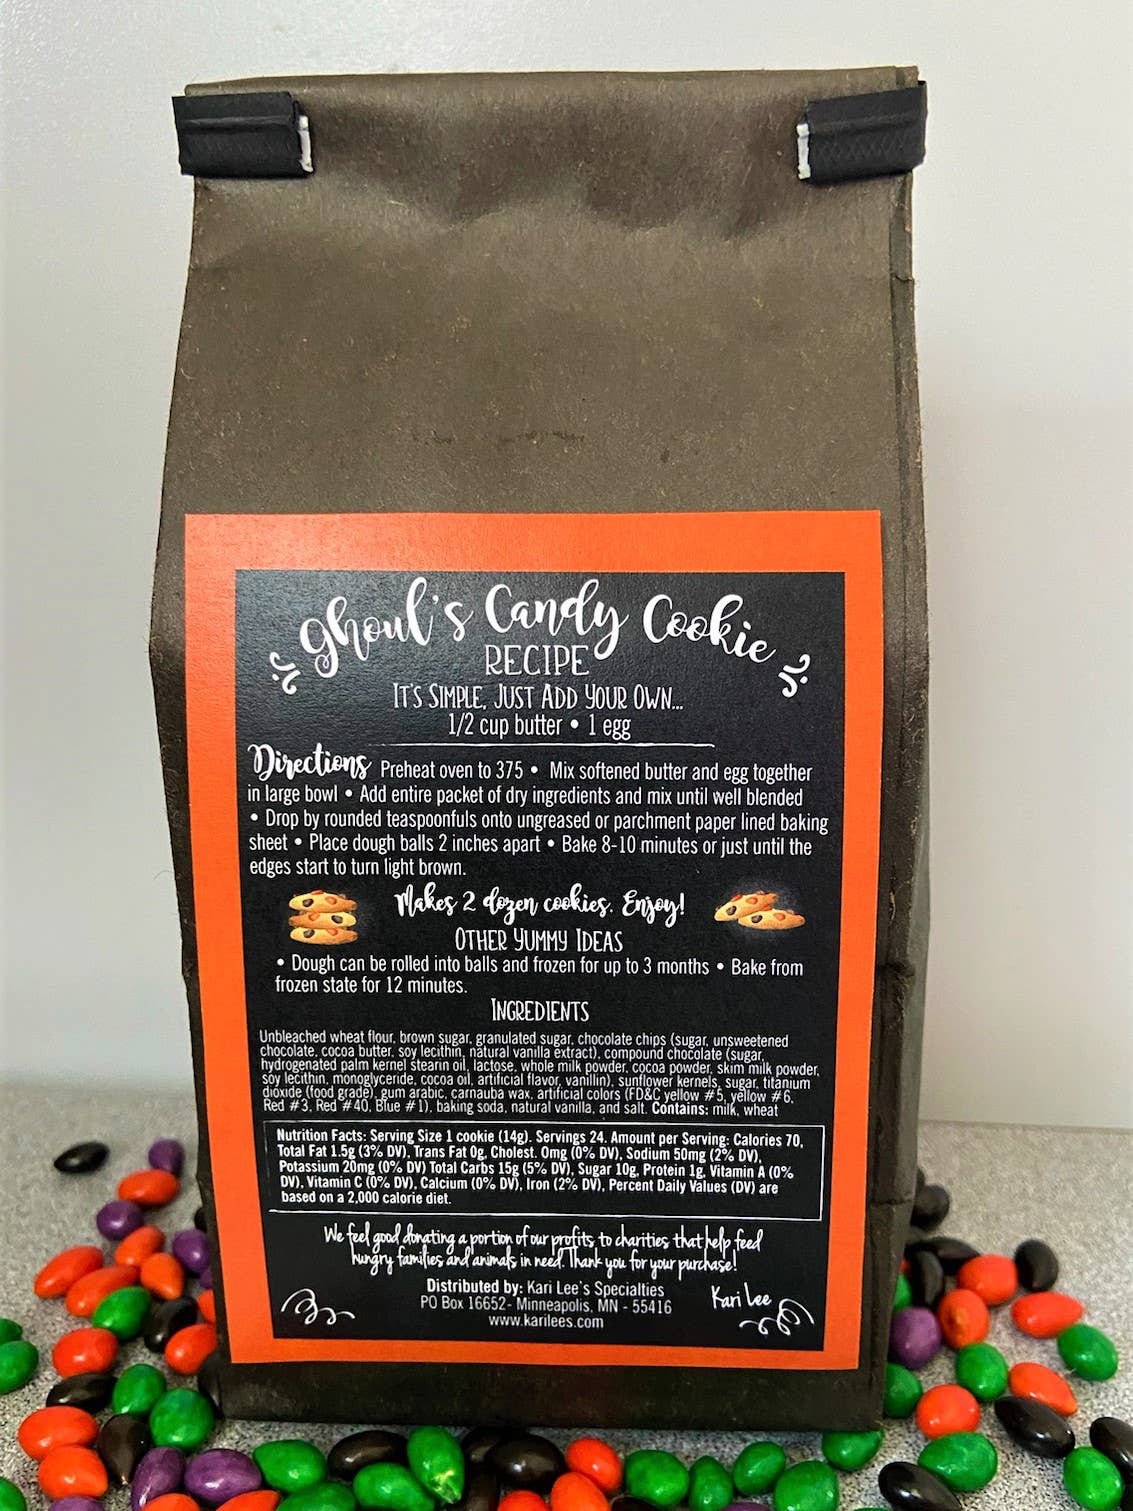 Ghoul's Candy Cookie
RECIPE
IT'S SIMPLE, JUST ADD YOUR OWN...
1/2 cup butter • 1 egg
Directions Preheat oven to 375 • Mix softened butter and egg together
in large bowl • Add entire packet of dry ingredients and mix until well blended
• Drop by rounded teaspoonfuls onto ungreased or parchment paper lined baking
sheet • Place dough balls 2 inches apart • Bake 8-10 minutes or just until the
edges start to turn light brown.
Makes 2 dozen cookies. Enjoy!
OTHER YUMMY IDEAS
• Dough can be rolled into balls and frozen for up to 3 months • Bake from
frozen state for 12 minutes.
INGREDIENTS
Unbleached wheat flour, brown sugar, granulated sugar, chocolate chips (sugar, unsweetened
chocolate, cocoa butter, soy lecithin, natural vanilla extract), compound chocolate (sugar,
hydrogenated palm kernel stearin oil, lactose, whole milk powder, cocoa powder, skim milk powder,
soy lecithin, monoglyceride, cocoa oil, artificial flavor, vanillin), sunflower kernels, sugar, titanium
dioxide (food grade), gum arabic, carnauba wax, artificial colors (FD&C yellow #5, yellow #6,
Red #3, Red #40, Blue #1), baking soda, natural vanilla, and salt. Contains: milk, wheat
Nutrition Facts: Serving Size 1 cookie (14g). Servings 24. Amount per Serving: Calories 70,
Total Fat 1.5g (3% DV), Trans Fat 0g, Cholest. 0mg (0% DV), Sodium 50mg (2% DV),
Potassium 20mg (0% DV) Total Carbs 15g (5% DV), Sugar 10g, Protein 1g, Vitamin A (0%
DV), Vitamin C (0% DV), Calcium (0% DV), Iron (2% DV), Percent Daily Values (DV) are
based on a 2,000 calorie diet.
We feel good donating a portion of our profits to charities that help feed
hungry families and animals in need. Thank you for your purchase!
Distributed by: Kari Lee's Specialties
PO Box 16652- Minneapolis, MN - 55416
www.karilees.com
Kari Lee